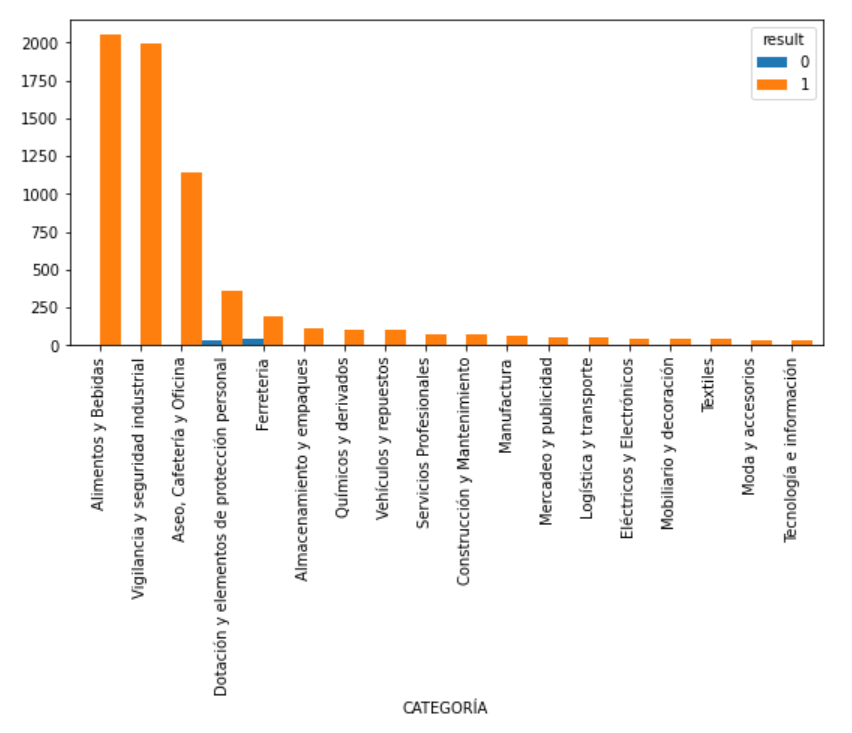 2000
1750
1500
1250
1000
750
500
250
0
result
0
1
Alimentos y Bebidas
Vigilancia y seguridad industrial
Aseo, Cafetería y Oficina
Dotación y elementos de protección personal
Ferreteria
Almacenamiento y empaques
Químicos y derivados
Vehículos y repuestos
Servicios Profesionales
Construcción y Mantenimiento
Manufactura
Mercadeo y publicidad
Logística y transporte
Eléctricos y Electrónicos
Mobiliario y decoración
Textiles
Moda y accesorios
Tecnología e información
CATEGORÍA